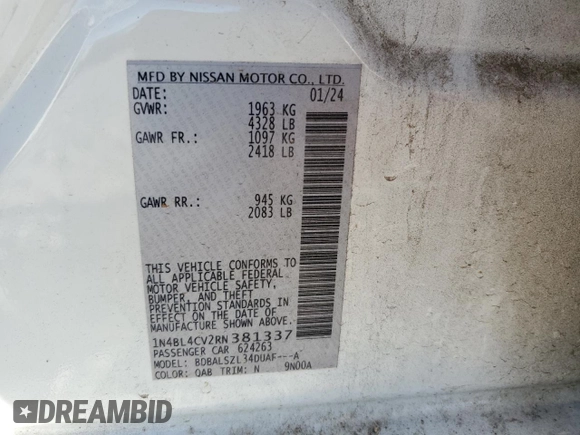 MFD BY NISSAN MOTOR CO., LTD.
DATE: 01/24
GVWR: 1963 KG
4328 LB
GAWR FR.: 1097 KG
2418 LB
GAWR RR.: 945 KG
2083 LB
THIS VEHICLE CONFORMS TO
ALL APPLICABLE FEDERAL
MOTOR VEHICLE SAFETY,
BUMPER, AND THEFT
PREVENTION STANDARDS IN
EFFECT ON THE DATE OF
MANUFACTURE SHOWN ABOVE.
1N4BL4CV2RN381337
PASSENGER CAR 624263
MODEL: BDBALSZL34DUAF---A
COLOR: QAB TRIM: N 9N00A
DREAMBID